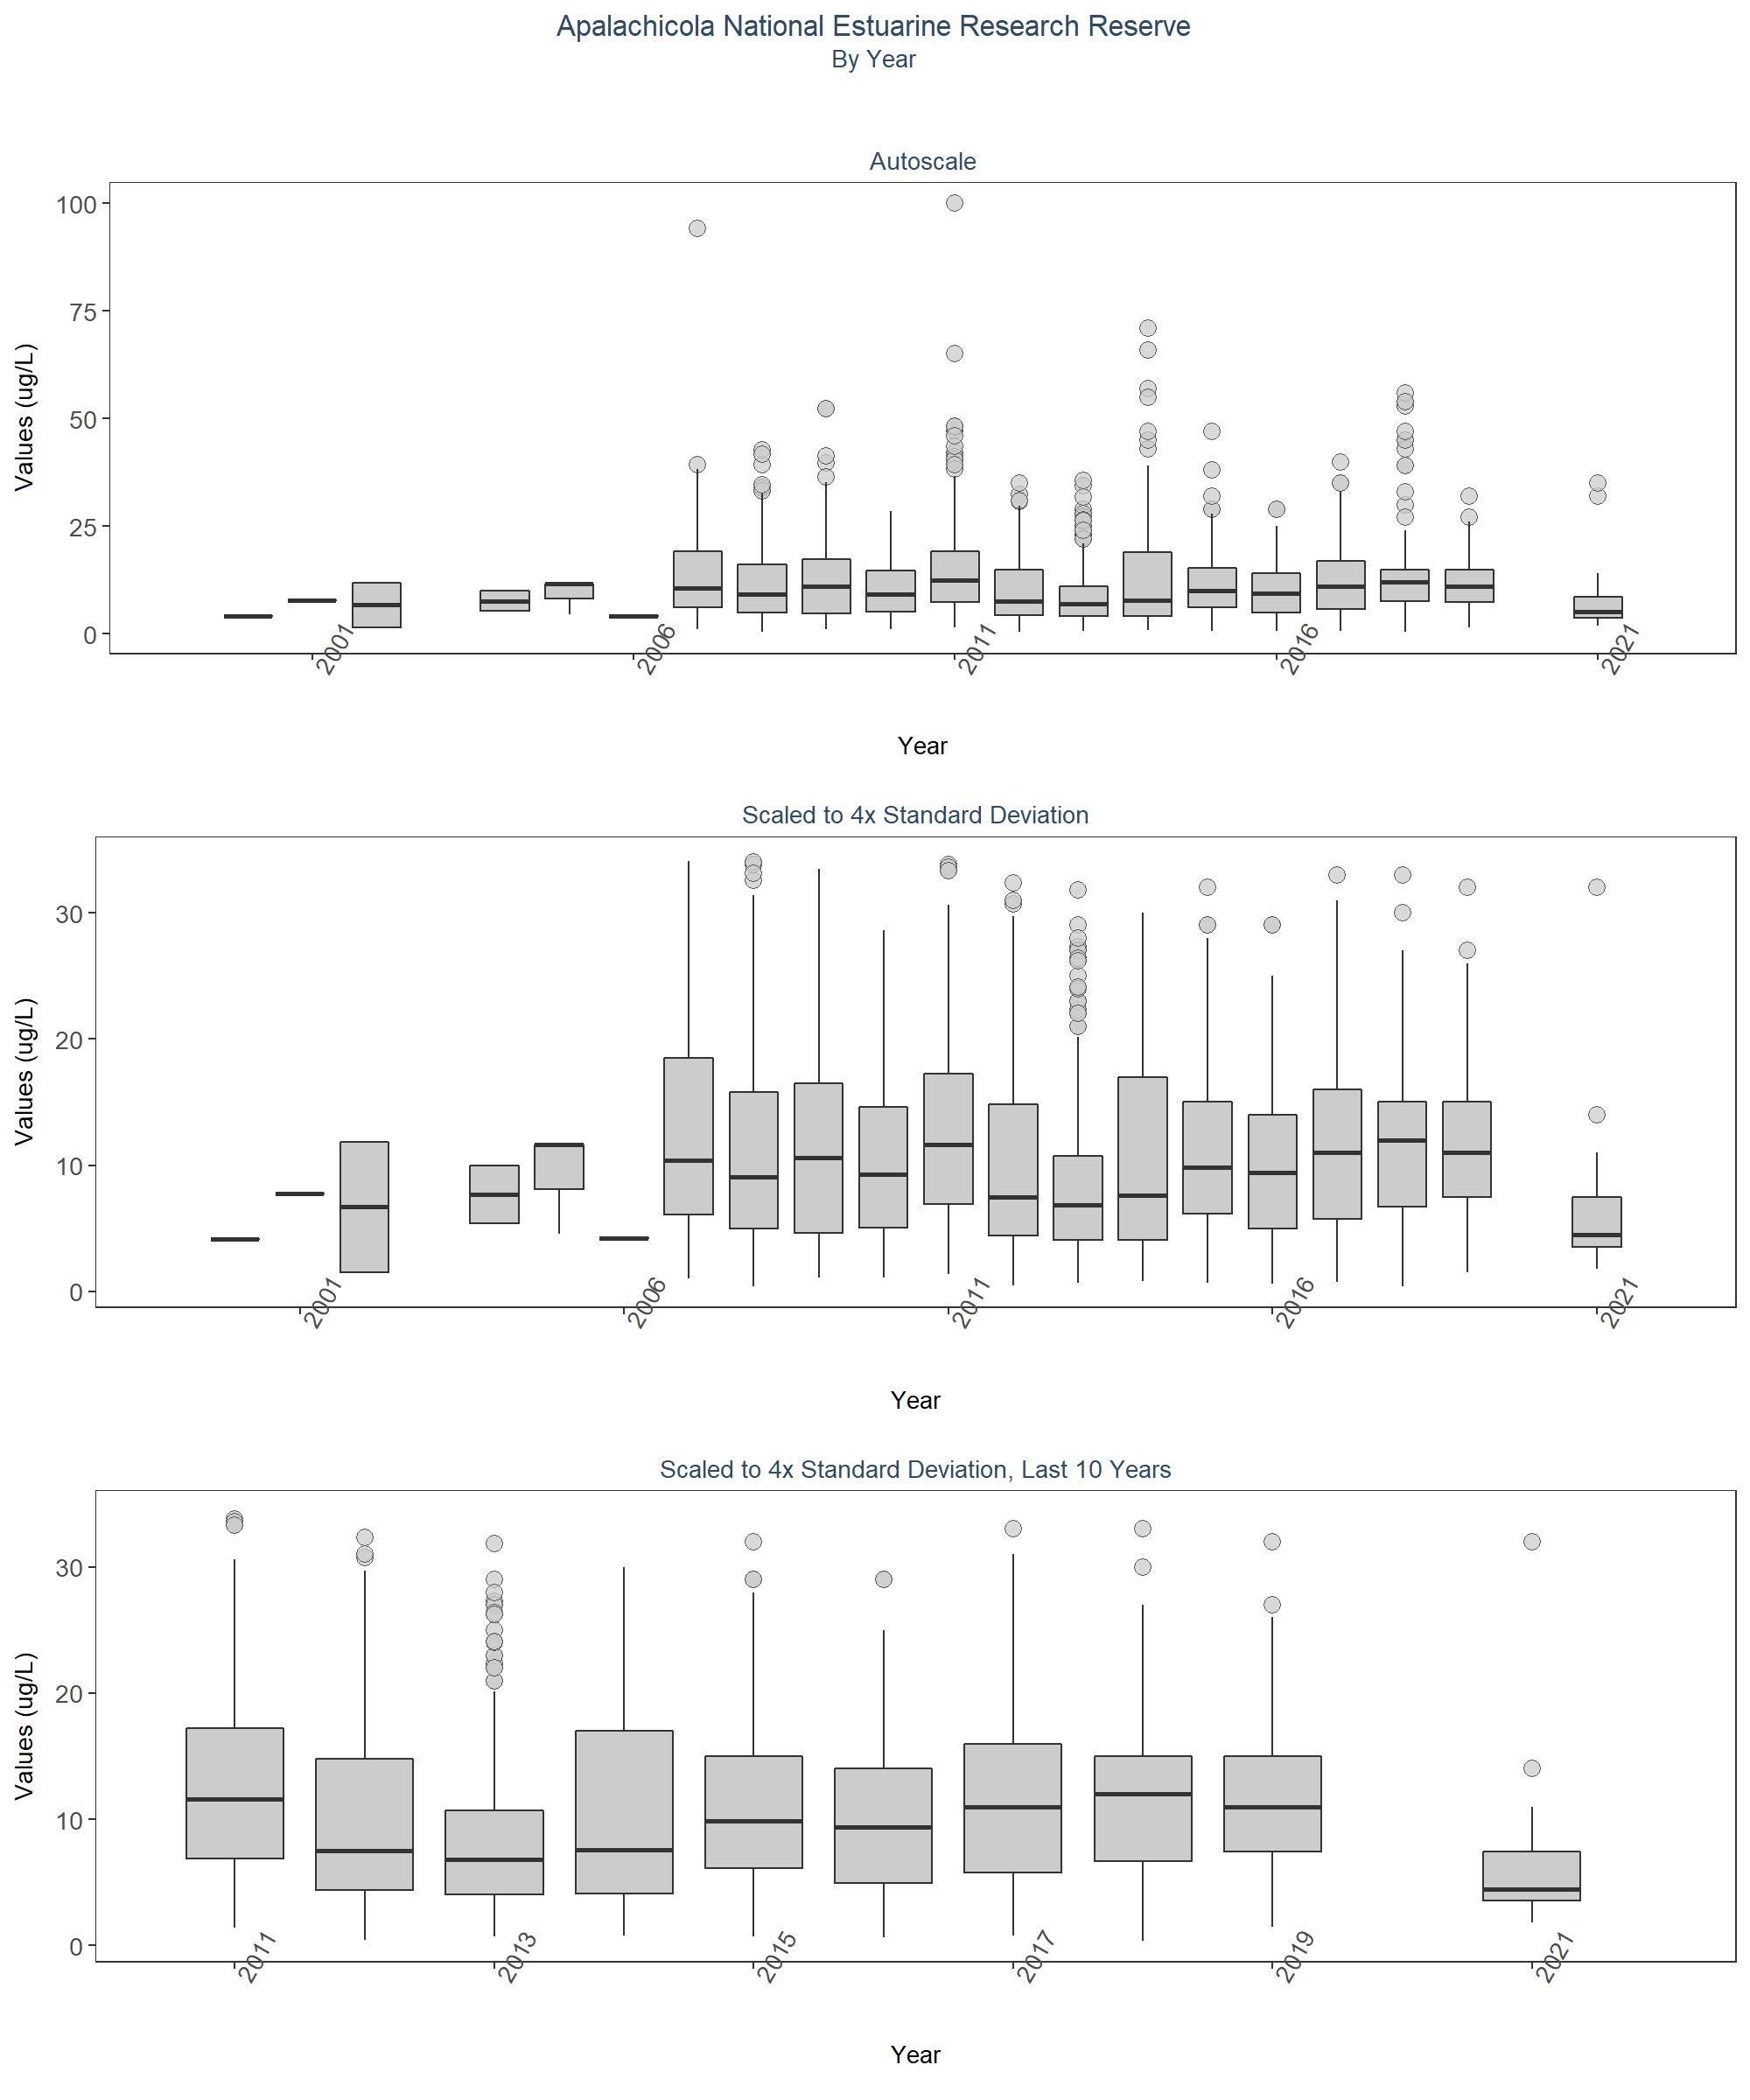 Apalachicola National Estuarine Research Reserve
By Year
Autoscale
Values (ug/L)
100
75
50
25
0
2001
2006
2011
2016
2021
Year
Scaled to 4x Standard Deviation
Values (ug/L)
30
20
10
0
2001
2006
2011
2016
2021
Year
Scaled to 4x Standard Deviation, Last 10 Years
Values (ug/L)
30
20
10
0
2011
2013
2015
2017
2019
2021
Year